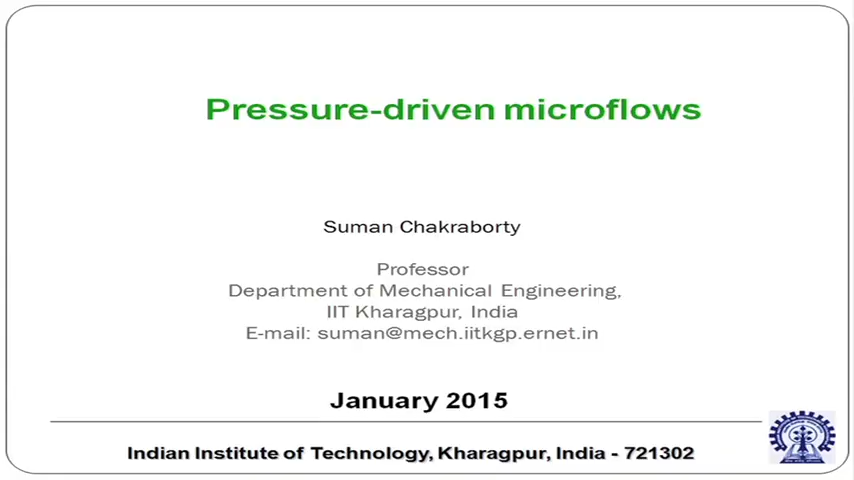 Pressure-driven microflows
Suman Chakraborty
Professor
Department of Mechanical Engineering,
IIT Kharagpur, India
E-mail: suman@mech.iitkgp.ernet.in
January 2015
Indian Institute of Technology, Kharagpur, India - 721302